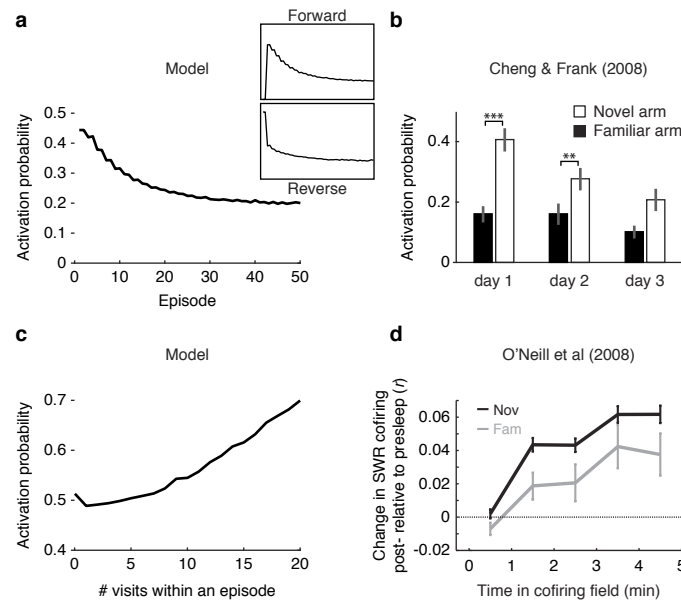 a
Forward
Model
Reverse
Activation probability
0.5
0.4
0.3
0.2
0.1
0
0
10
20
30
40
50
Episode
b
Cheng & Frank (2008)
Novel arm
Familiar arm
***
**
Activation probability
0.4
0.2
0
day 1
day 2
day 3
c
Model
Activation probability
0.7
0.6
0.5
0.4
0
5
10
15
20
# visits within an episode
d
O'Neill et al (2008)
Nov
Fam
Change in SWR cofiring
post- relative to presleep (r)
0.06
0.04
0.02
0
-0.02
0
1
2
3
4
5
Time in cofiring field (min)